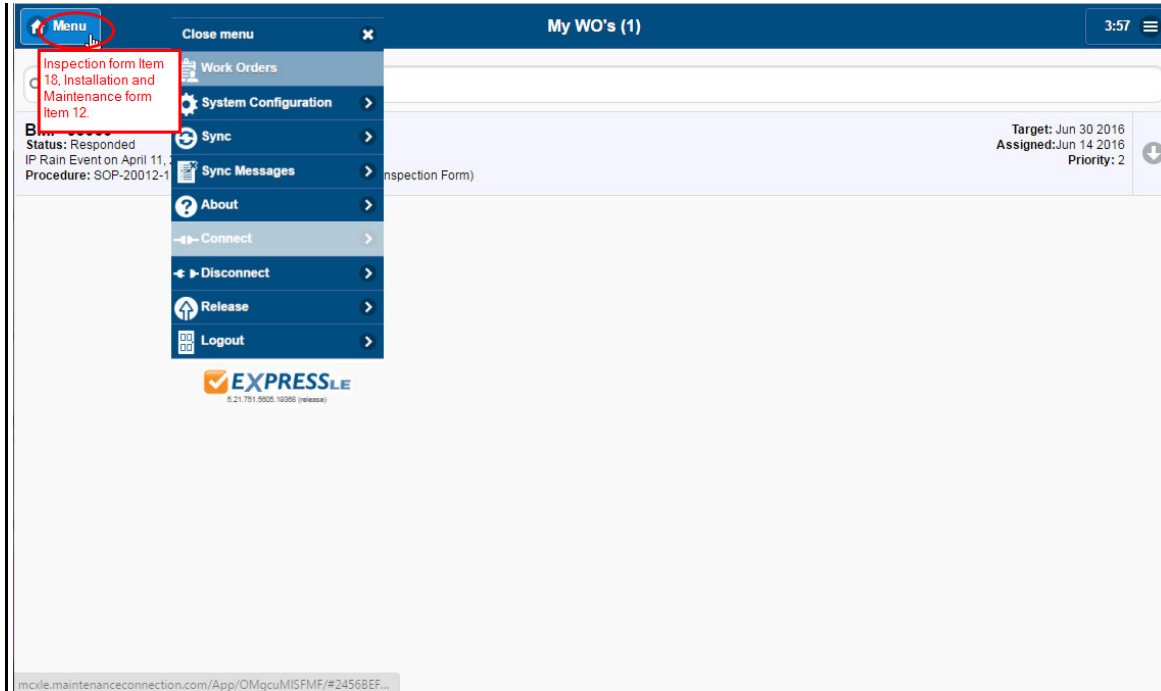 Menu
Close menu
My WO's (1)
3:57
Inspection form Item
18, Installation and
Maintenance form
Item 12.
Work Orders
System Configuration
Sync
Sync Messages
About
Connect
Disconnect
Release
Logout
Status: Responded
IP Rain Event on April 11,
Procedure: SOP-20012-1
nspection Form)
Target: Jun 30 2016
Assigned:Jun 14 2016
Priority: 2
EXPRESSLE
5.21.751.5605.19368 (release)
mcxle.maintenanceconnection.com/App/OMqcuMISFMF/#2456BEF...